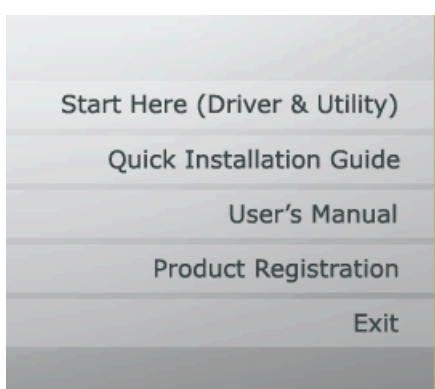 Start Here (Driver & Utility)
Quick Installation Guide
User's Manual
Product Registration
Exit